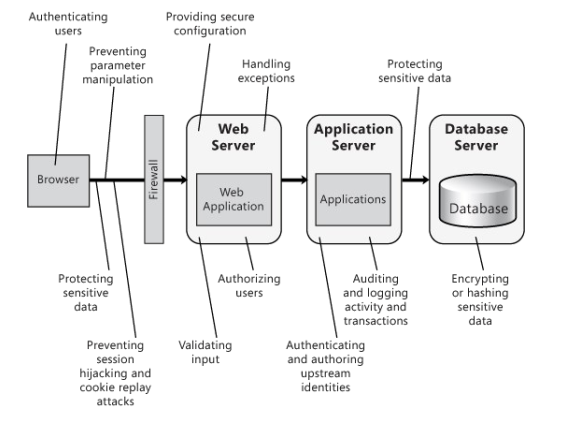 Authenticating
users
Providing secure
configuration
Preventing
parameter
manipulation
Handling
exceptions
Protecting
sensitive data
Web
Server
Application
Server
Database
Server
Browser
Firewall
Web
Application
Applications
Database
Protecting
sensitive
data
Authorizing
users
Auditing
and logging
activity and
transactions
Encrypting
or hashing
sensitive
data
Preventing
session
hijacking and
cookie replay
attacks
Validating
input
Authenticating
and authoring
upstream
identities